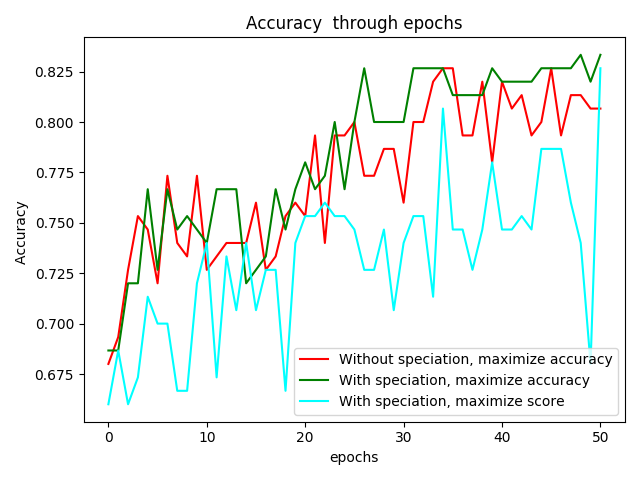 Accuracy  through epochs
Accuracy
0.825
0.800
0.775
0.750
0.725
0.700
0.675
Without speciation, maximize accuracy
With speciation, maximize accuracy
With speciation, maximize score
0 10 20 30 40 50
epochs